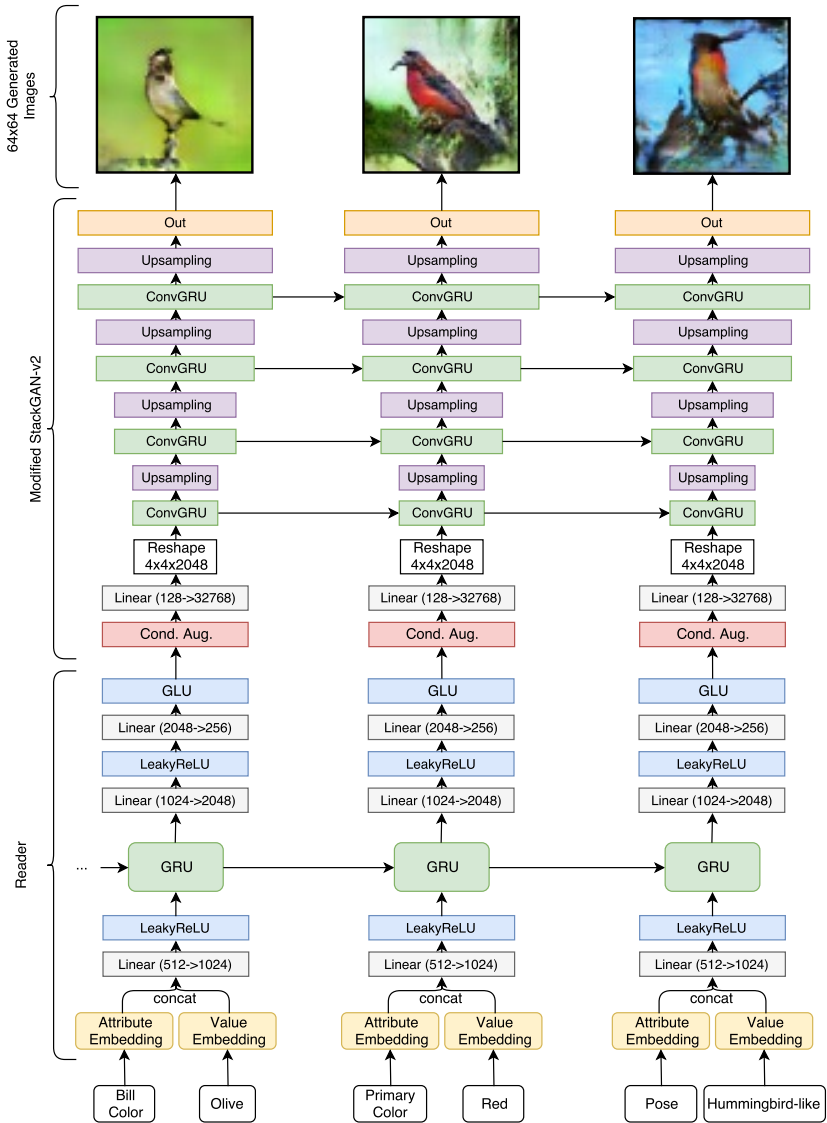 64x64 Generated
Images
Out
Out
Out
Upsampling
Upsampling
Upsampling
ConvGRU
ConvGRU
ConvGRU
Upsampling
Upsampling
Upsampling
ConvGRU
ConvGRU
ConvGRU
Modified StackGAN-v2
Upsampling
Upsampling
Upsampling
ConvGRU
ConvGRU
ConvGRU
Upsampling
Upsampling
Upsampling
ConvGRU
ConvGRU
ConvGRU
Reshape
4x4x2048
Reshape
4x4x2048
Reshape
4x4x2048
Linear (128->32768)
Linear (128->32768)
Linear (128->32768)
Cond. Aug.
Cond. Aug.
Cond. Aug.
GLU
GLU
GLU
Linear (2048->256)
Linear (2048->256)
Linear (2048->256)
LeakyReLU
LeakyReLU
LeakyReLU
Linear (1024->2048)
Linear (1024->2048)
Linear (1024->2048)
Reader
...
GRU
GRU
GRU
LeakyReLU
LeakyReLU
LeakyReLU
Linear (512->1024)
Linear (512->1024)
Linear (512->1024)
concat
concat
concat
Attribute
Embedding
Value
Embedding
Attribute
Embedding
Value
Embedding
Attribute
Embedding
Value
Embedding
Bill
Color
Olive
Primary
Color
Red
Pose
Hummingbird-like